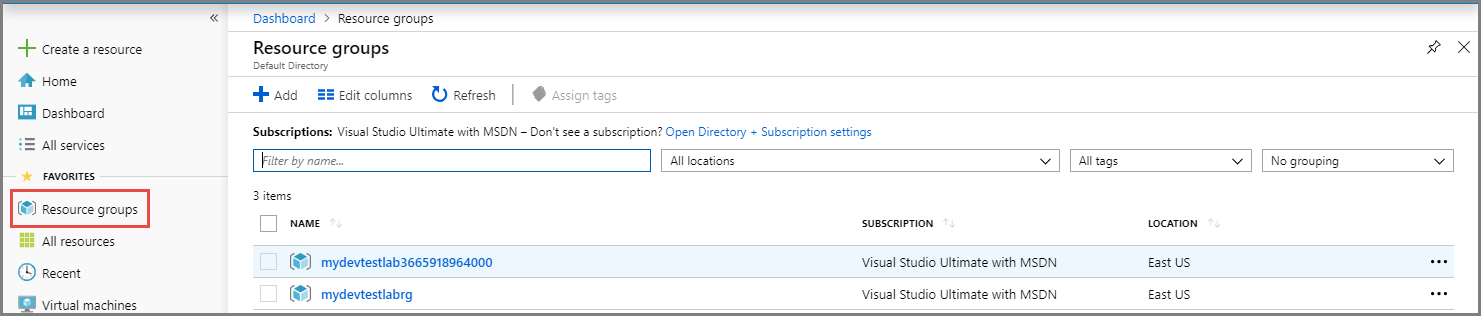 «
Create a resource
Home
Dashboard
All services
FAVORITES
Resource groups
All resources
Recent
Virtual machines
Dashboard > Resource groups
Resource groups
Default Directory
Add Edit columns Refresh Assign tags
Subscriptions: Visual Studio Ultimate with MSDN – Don't see a subscription? Open Directory + Subscription settings
Filter by name... All locations All tags No grouping
3 items
NAME SUBSCRIPTION LOCATION
mydevtestlab3665918964000 Visual Studio Ultimate with MSDN East US
mydevtestlabrg Visual Studio Ultimate with MSDN East US